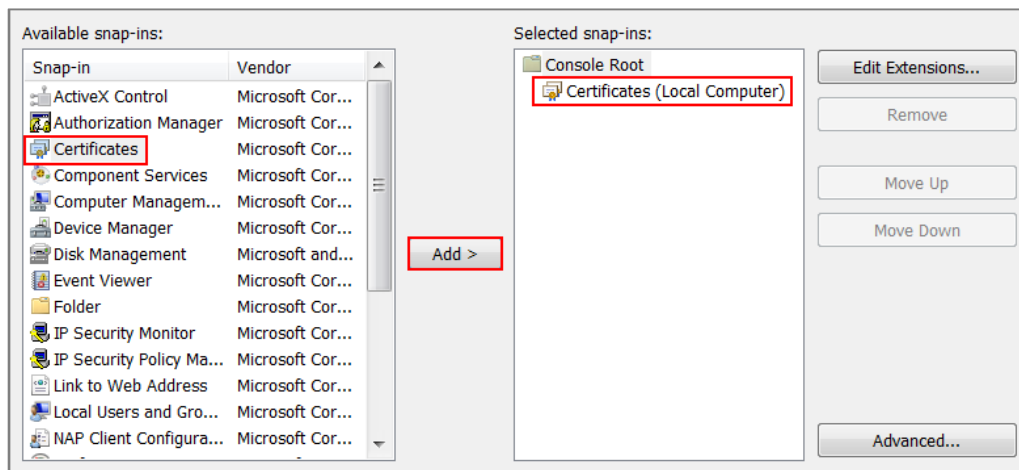 Available snap-ins:
Selected snap-ins:
Snap-in Vendor
ActiveX Control Microsoft Cor...
Authorization Manager Microsoft Cor...
Certificates Microsoft Cor...
Component Services Microsoft Cor...
Computer Managem... Microsoft Cor...
Device Manager Microsoft Cor...
Disk Management Microsoft and...
Event Viewer Microsoft Cor...
Folder Microsoft Cor...
IP Security Monitor Microsoft Cor...
IP Security Policy Ma... Microsoft Cor...
Link to Web Address Microsoft Cor...
Local Users and Gro... Microsoft Cor...
NAP Client Configura... Microsoft Cor...
Add >
Console Root
Certificates (Local Computer)
Edit Extensions...
Remove
Move Up
Move Down
Advanced...